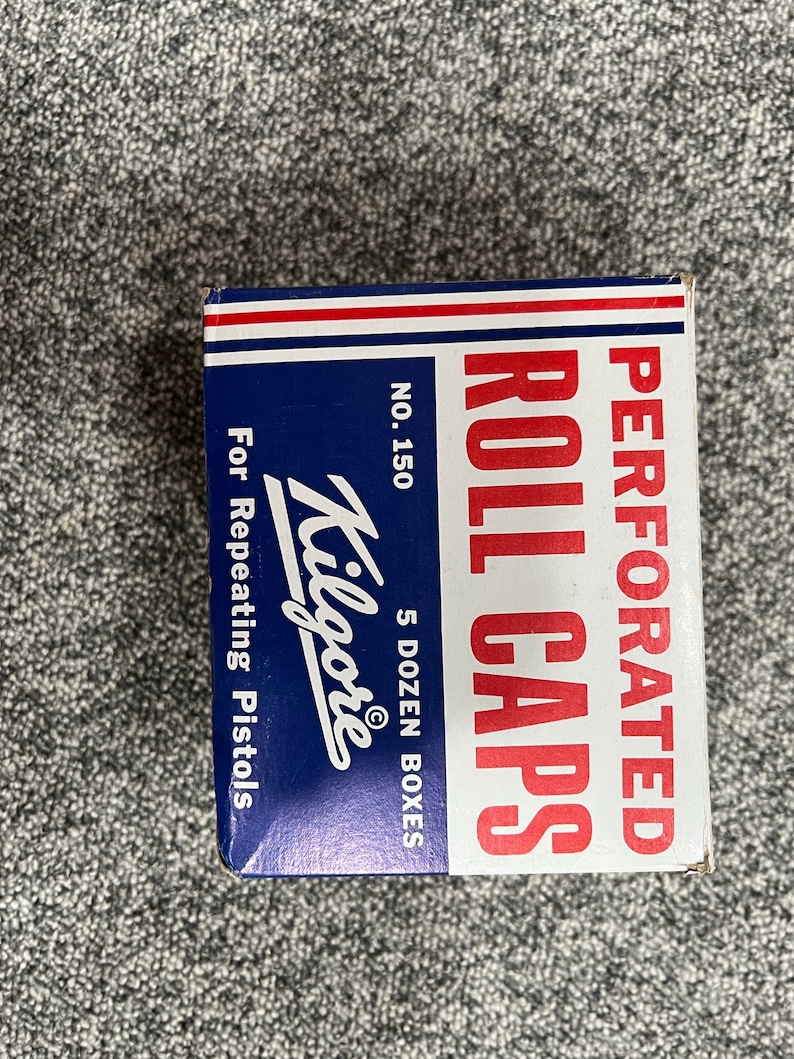 PERFORATED
ROLL CAPS
NO. 150 5 DOZEN BOXES
Kilgore ©
For Repeating Pistols